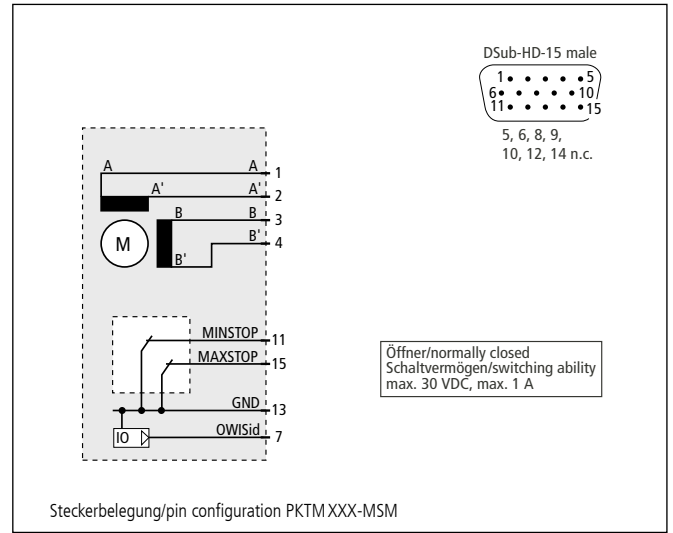 DSub-HD-15 male
1 5
6 10
11 15
5, 6, 8, 9,
10, 12, 14 n.c.
A A 1
A' A' 2
B B 3
B' 4
M
B'
MINSTOP 11
MAXSTOP 15
GND 13
IO OWISid 7
Öffner/normally closed
Schaltvermögen/switching ability
max. 30 VDC, max. 1 A
Steckerbelegung/pin configuration PKTM XXX-MSM